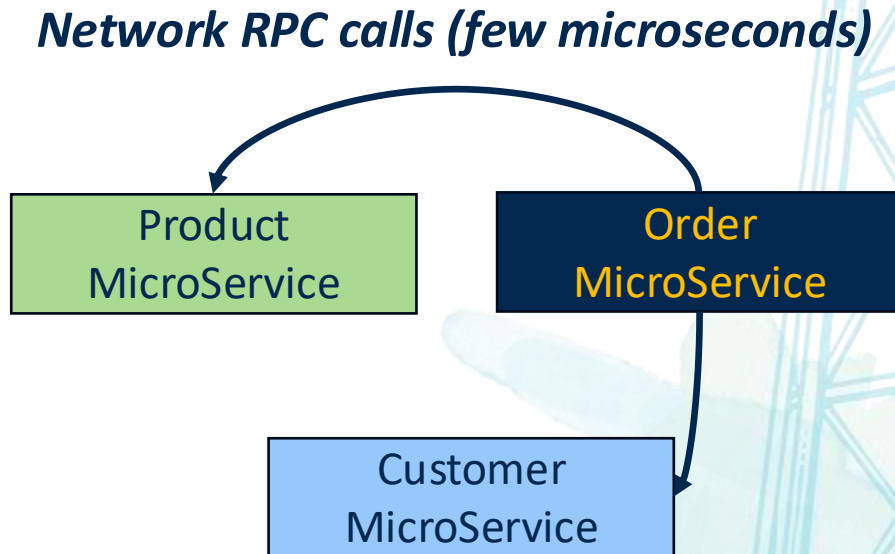 Network RPC calls (few microseconds)
Product
MicroService
Order
MicroService
Customer
MicroService